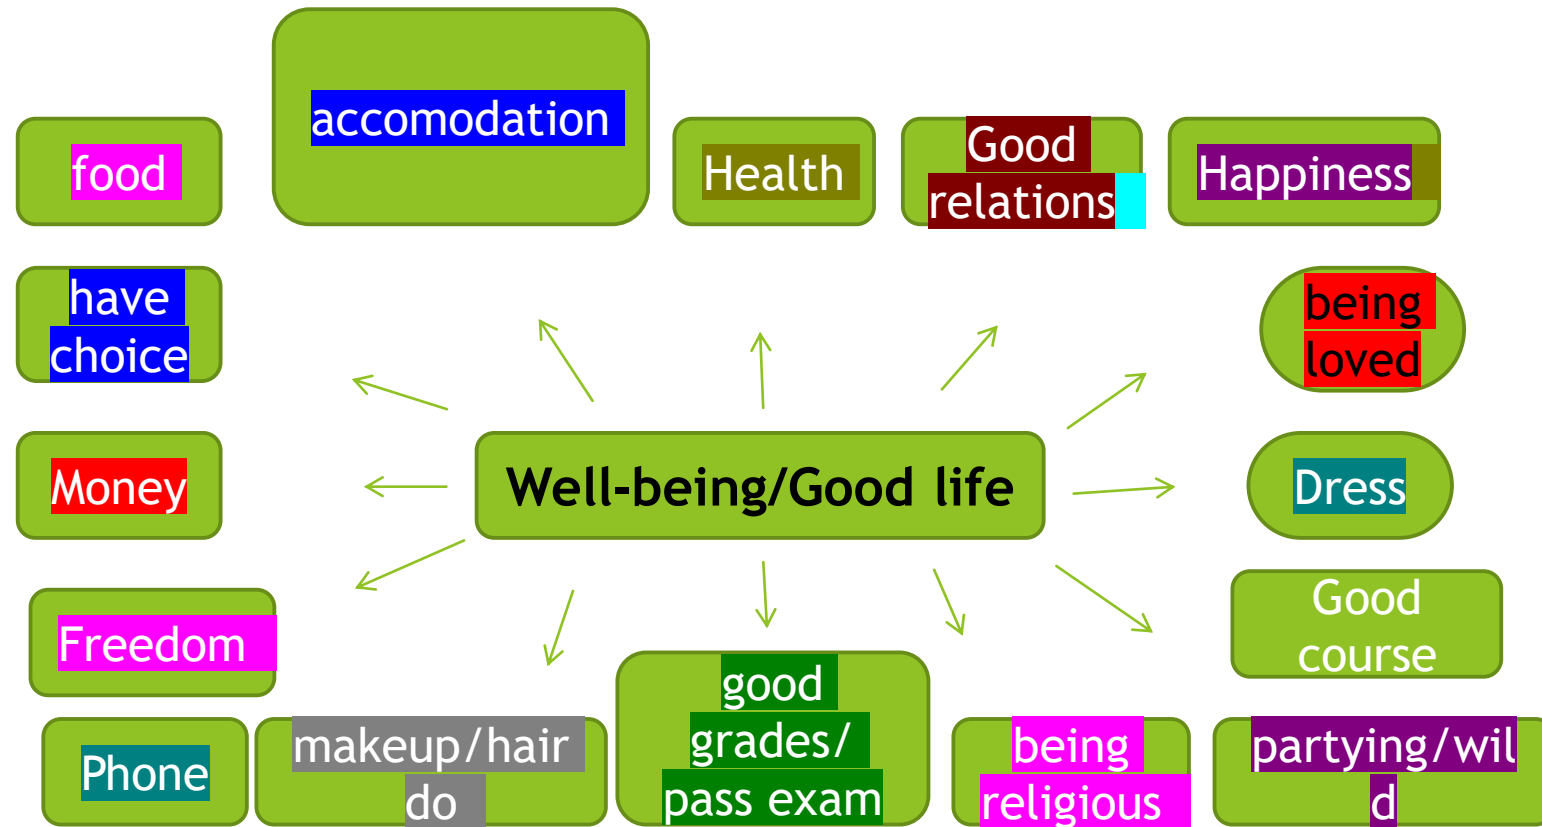 accomodation
food
Health
Good
relations
Happiness
have
choice
being
loved
Money
Well-being/Good life
Dress
Good
course
Freedom
good
grades/
pass exam
Phone
makeup/hair
do
being
religious
partying/wil
d